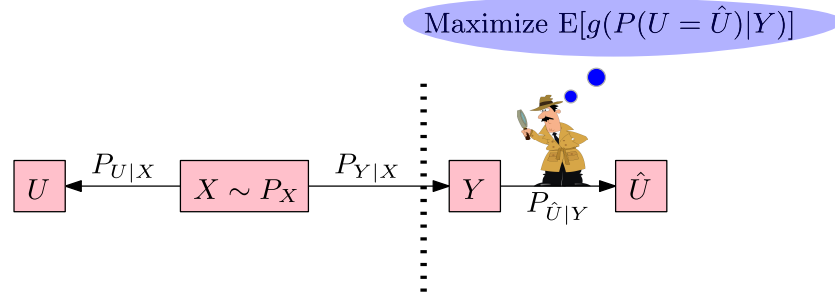 Maximize E[g(P(U = Û)|Y)]
P_{U|X}
P_{Y|X}
U
X ∼ P_X
Y
Û
P_{Û|Y}